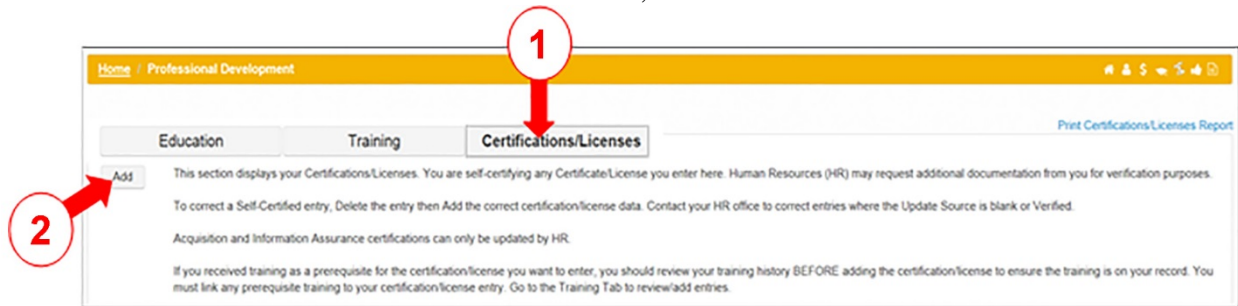 1
Home / Professional Development
Print Certifications/Licenses Report
Education Training Certifications/Licenses
Add
This section displays your Certifications/Licenses. You are self-certifying any Certificate/License you enter here. Human Resources (HR) may request additional documentation from you for verification purposes.
2
To correct a Self-Certified entry, Delete the entry then Add the correct certification/license data. Contact your HR office to correct entries where the Update Source is blank or Verified.
Acquisition and Information Assurance certifications can only be updated by HR.
If you received training as a prerequisite for the certification/license you want to enter, you should review your training history BEFORE adding the certification/license to ensure the training is on your record. You
must link any prerequisite training to your certification/license entry. Go to the Training Tab to review/add entries.